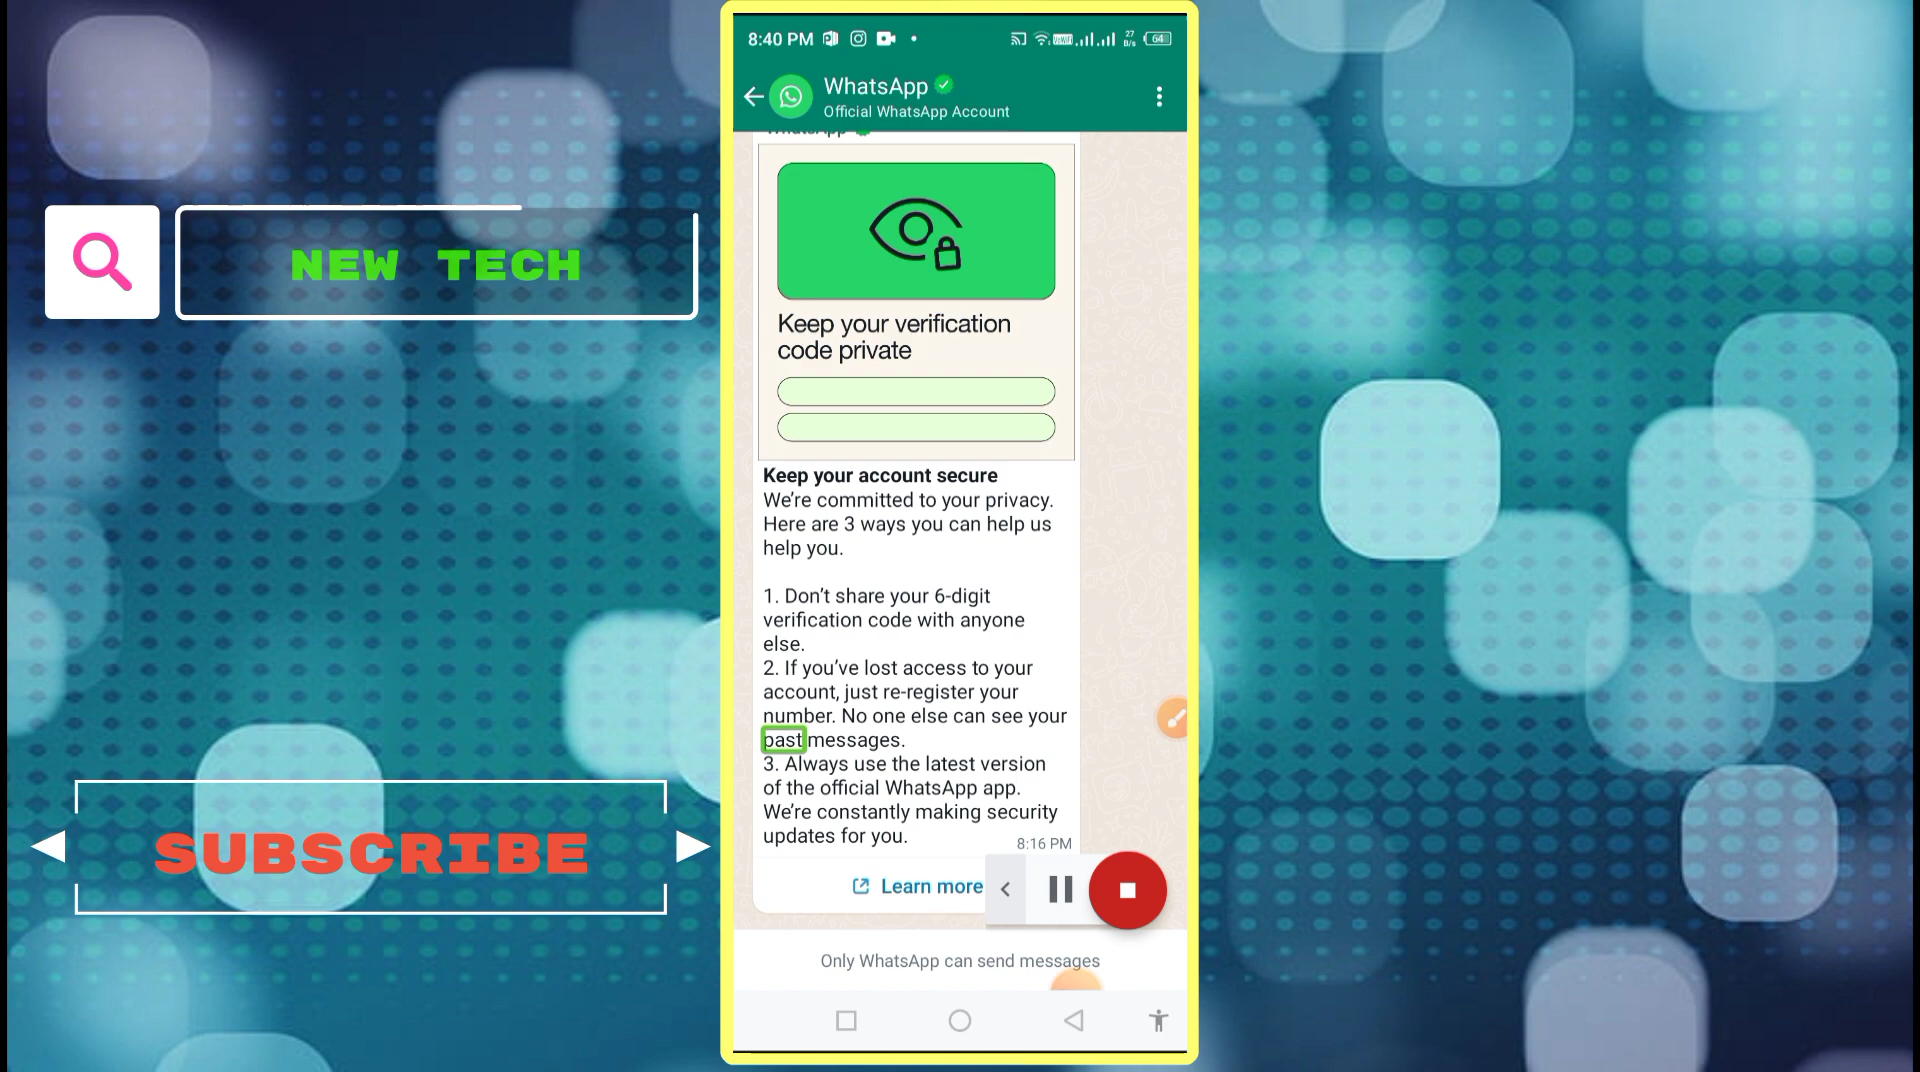 8:40 PM
27
B/s
64
WhatsApp
Official WhatsApp Account
WhatsApp
NEW TECH
Keep your verification
code private
Keep your account secure
We're committed to your privacy.
Here are 3 ways you can help us
help you.
1. Don't share your 6-digit
verification code with anyone
else.
2. If you've lost access to your
account, just re-register your
number. No one else can see your
past messages.
3. Always use the latest version
of the official WhatsApp app.
We're constantly making security
updates for you.
8:16 PM
SUBSCRIBE
Learn more
Only WhatsApp can send messages